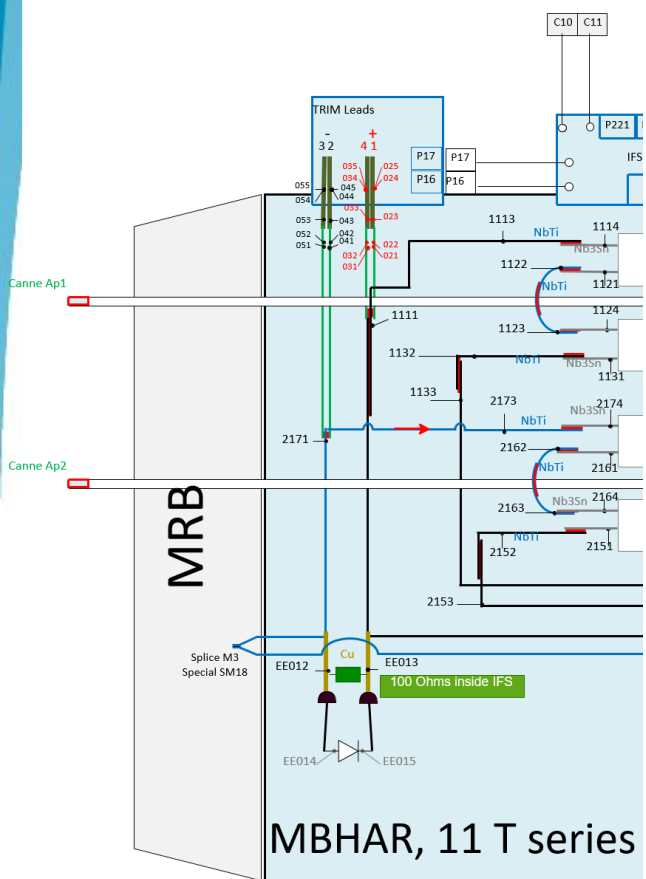 C10 C11
TRIM Leads
- +
3 2 4 1
P17 P17
P16 P16
P221
IFS
035 025
034 024
055 045
054 044
033 023
053 043
052 042
051 041
032 022
031 021
1113
1114
NbTi
Nb3Sn
1122
NbTi
1121
Canne Ap1
1111
1124
1123
1132
NbTi
Nb3Sn
1131
1133
2173
2174
Nb3Sn
NbTi
2171
2162
Canne Ap2
NbTi
2161
Nb3Sn
2164
2163
NbTi
2152
2151
MRB
2153
Splice M3
Special SM18
Cu
EE012
EE013
100 Ohms inside IFS
EE014
EE015
MBHAR, 11 T series